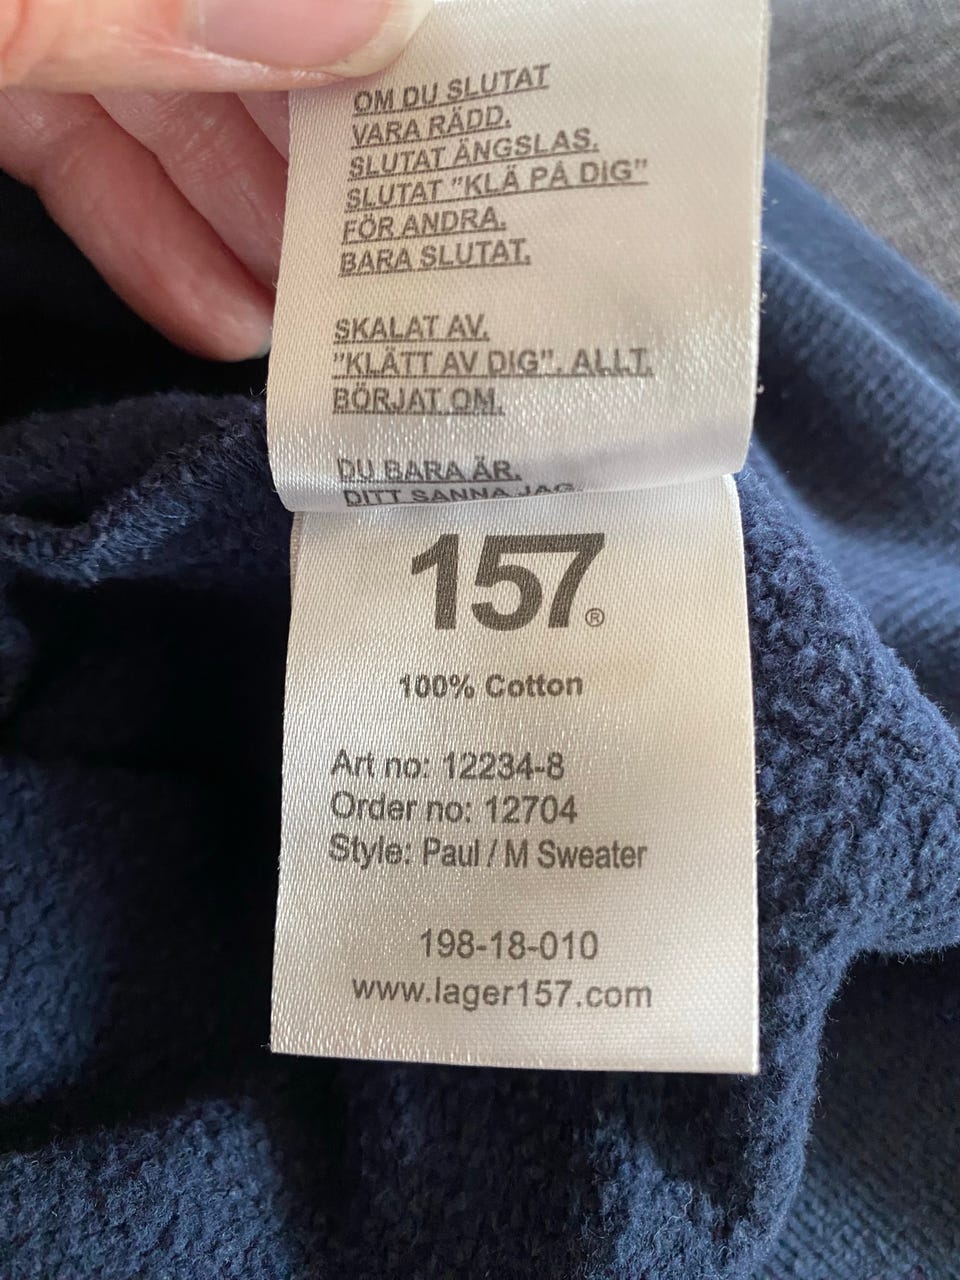 OM DU SLUTAT
VARA RÄDD.
SLUTAT ÄNGSLAS.
SLUTAT ”KLÄ PÅ DIG”
FÖR ANDRA.
BARA SLUTAT.
SKALAT AV.
”KLÄTT AV DIG”. ALLT.
BÖRJAT OM.
DU BARA ÄR.
DITT SANNA JAG.
157®
100% Cotton
Art no: 12234-8
Order no: 12704
Style: Paul / M Sweater
198-18-010
www.lager157.com